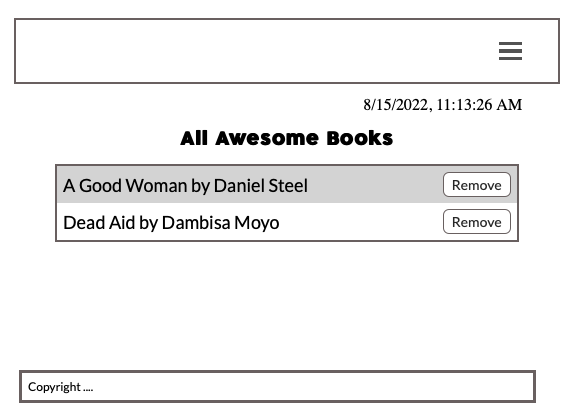 8/15/2022, 11:13:26 AM
All Awesome Books
A Good Woman by Daniel Steel Remove
Dead Aid by Dambisa Moyo Remove
Copyright ....